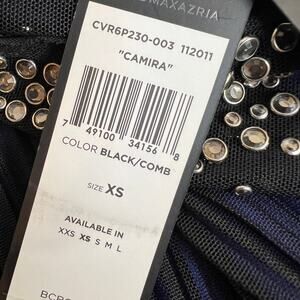 MAXAZRIA
CVR6P230-003 112011
"CAMIRA"
7 49100 34156 8
COLOR BLACK/COMB
SIZE XS
AVAILABLE IN
XXS XS S M L